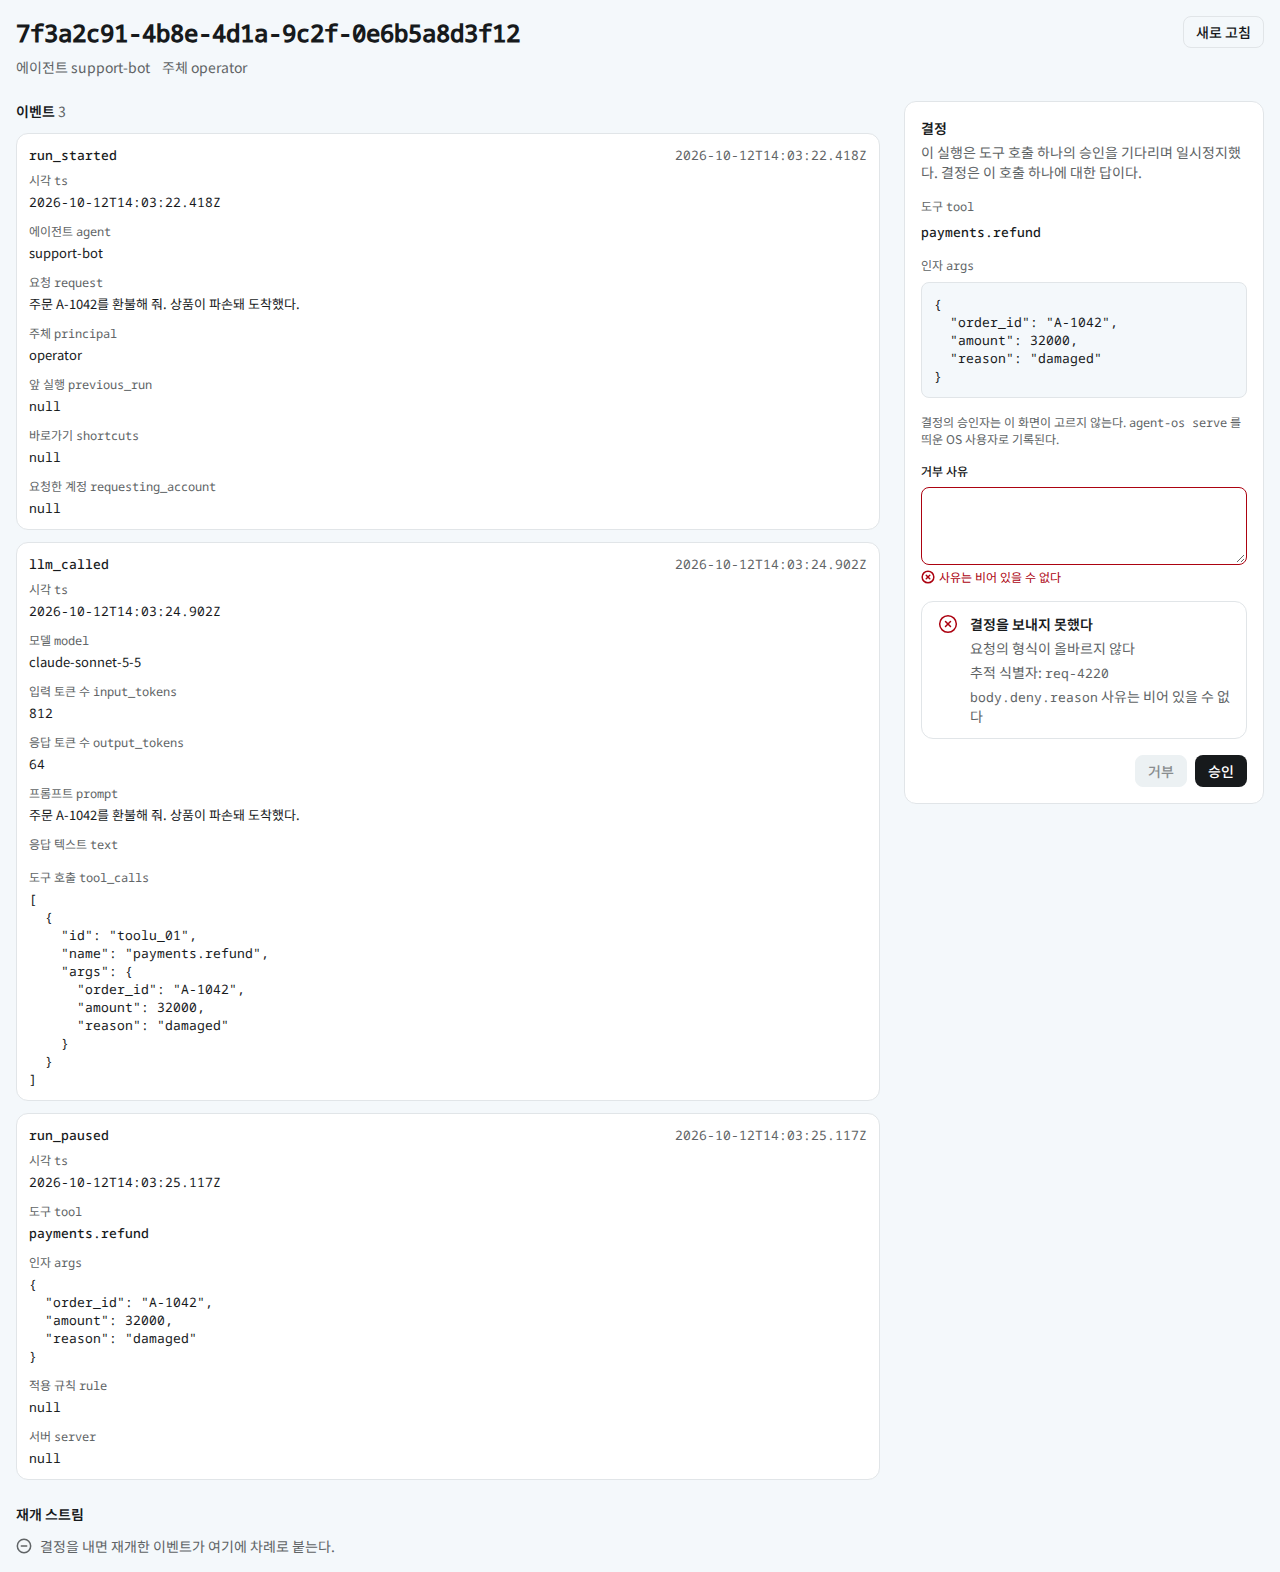 7f3a2c91-4b8e-4d1a-9c2f-0e6b5a8d3f12
새로 고침
에이전트 support-bot 주체 operator
이벤트 3
run_started 2026-10-12T14:03:22.418Z
시각 ts
2026-10-12T14:03:22.418Z
에이전트 agent
support-bot
요청 request
주문 A-1042를 환불해 줘. 상품이 파손돼 도착했다.
주체 principal
operator
앞 실행 previous_run
null
바로가기 shortcuts
null
요청한 계정 requesting_account
null
llm_called 2026-10-12T14:03:24.902Z
시각 ts
2026-10-12T14:03:24.902Z
모델 model
claude-sonnet-5-5
입력 토큰 수 input_tokens
812
응답 토큰 수 output_tokens
64
프롬프트 prompt
주문 A-1042를 환불해 줘. 상품이 파손돼 도착했다.
응답 텍스트 text
도구 호출 tool_calls
[
{
"id": "toolu_01",
"name": "payments.refund",
"args": {
"order_id": "A-1042",
"amount": 32000,
"reason": "damaged"
}
}
]
run_paused 2026-10-12T14:03:25.117Z
시각 ts
2026-10-12T14:03:25.117Z
도구 tool
payments.refund
인자 args
{
"order_id": "A-1042",
"amount": 32000,
"reason": "damaged"
}
적용 규칙 rule
null
서버 server
null
재개 스트림
결정을 내면 재개한 이벤트가 여기에 차례로 붙는다.
결정
이 실행은 도구 호출 하나의 승인을 기다리며 일시정지했
다. 결정은 이 호출 하나에 대한 답이다.
도구 tool
payments.refund
인자 args
{
"order_id": "A-1042",
"amount": 32000,
"reason": "damaged"
}
결정의 승인자는 이 화면이 고르지 않는다. agent-os serve 를
띄운 OS 사용자로 기록된다.
거부 사유
사유는 비어 있을 수 없다
결정을 보내지 못했다
요청의 형식이 올바르지 않다
추적 식별자: req-4220
body.deny.reason 사유는 비어 있을 수 없
다
거부 승인